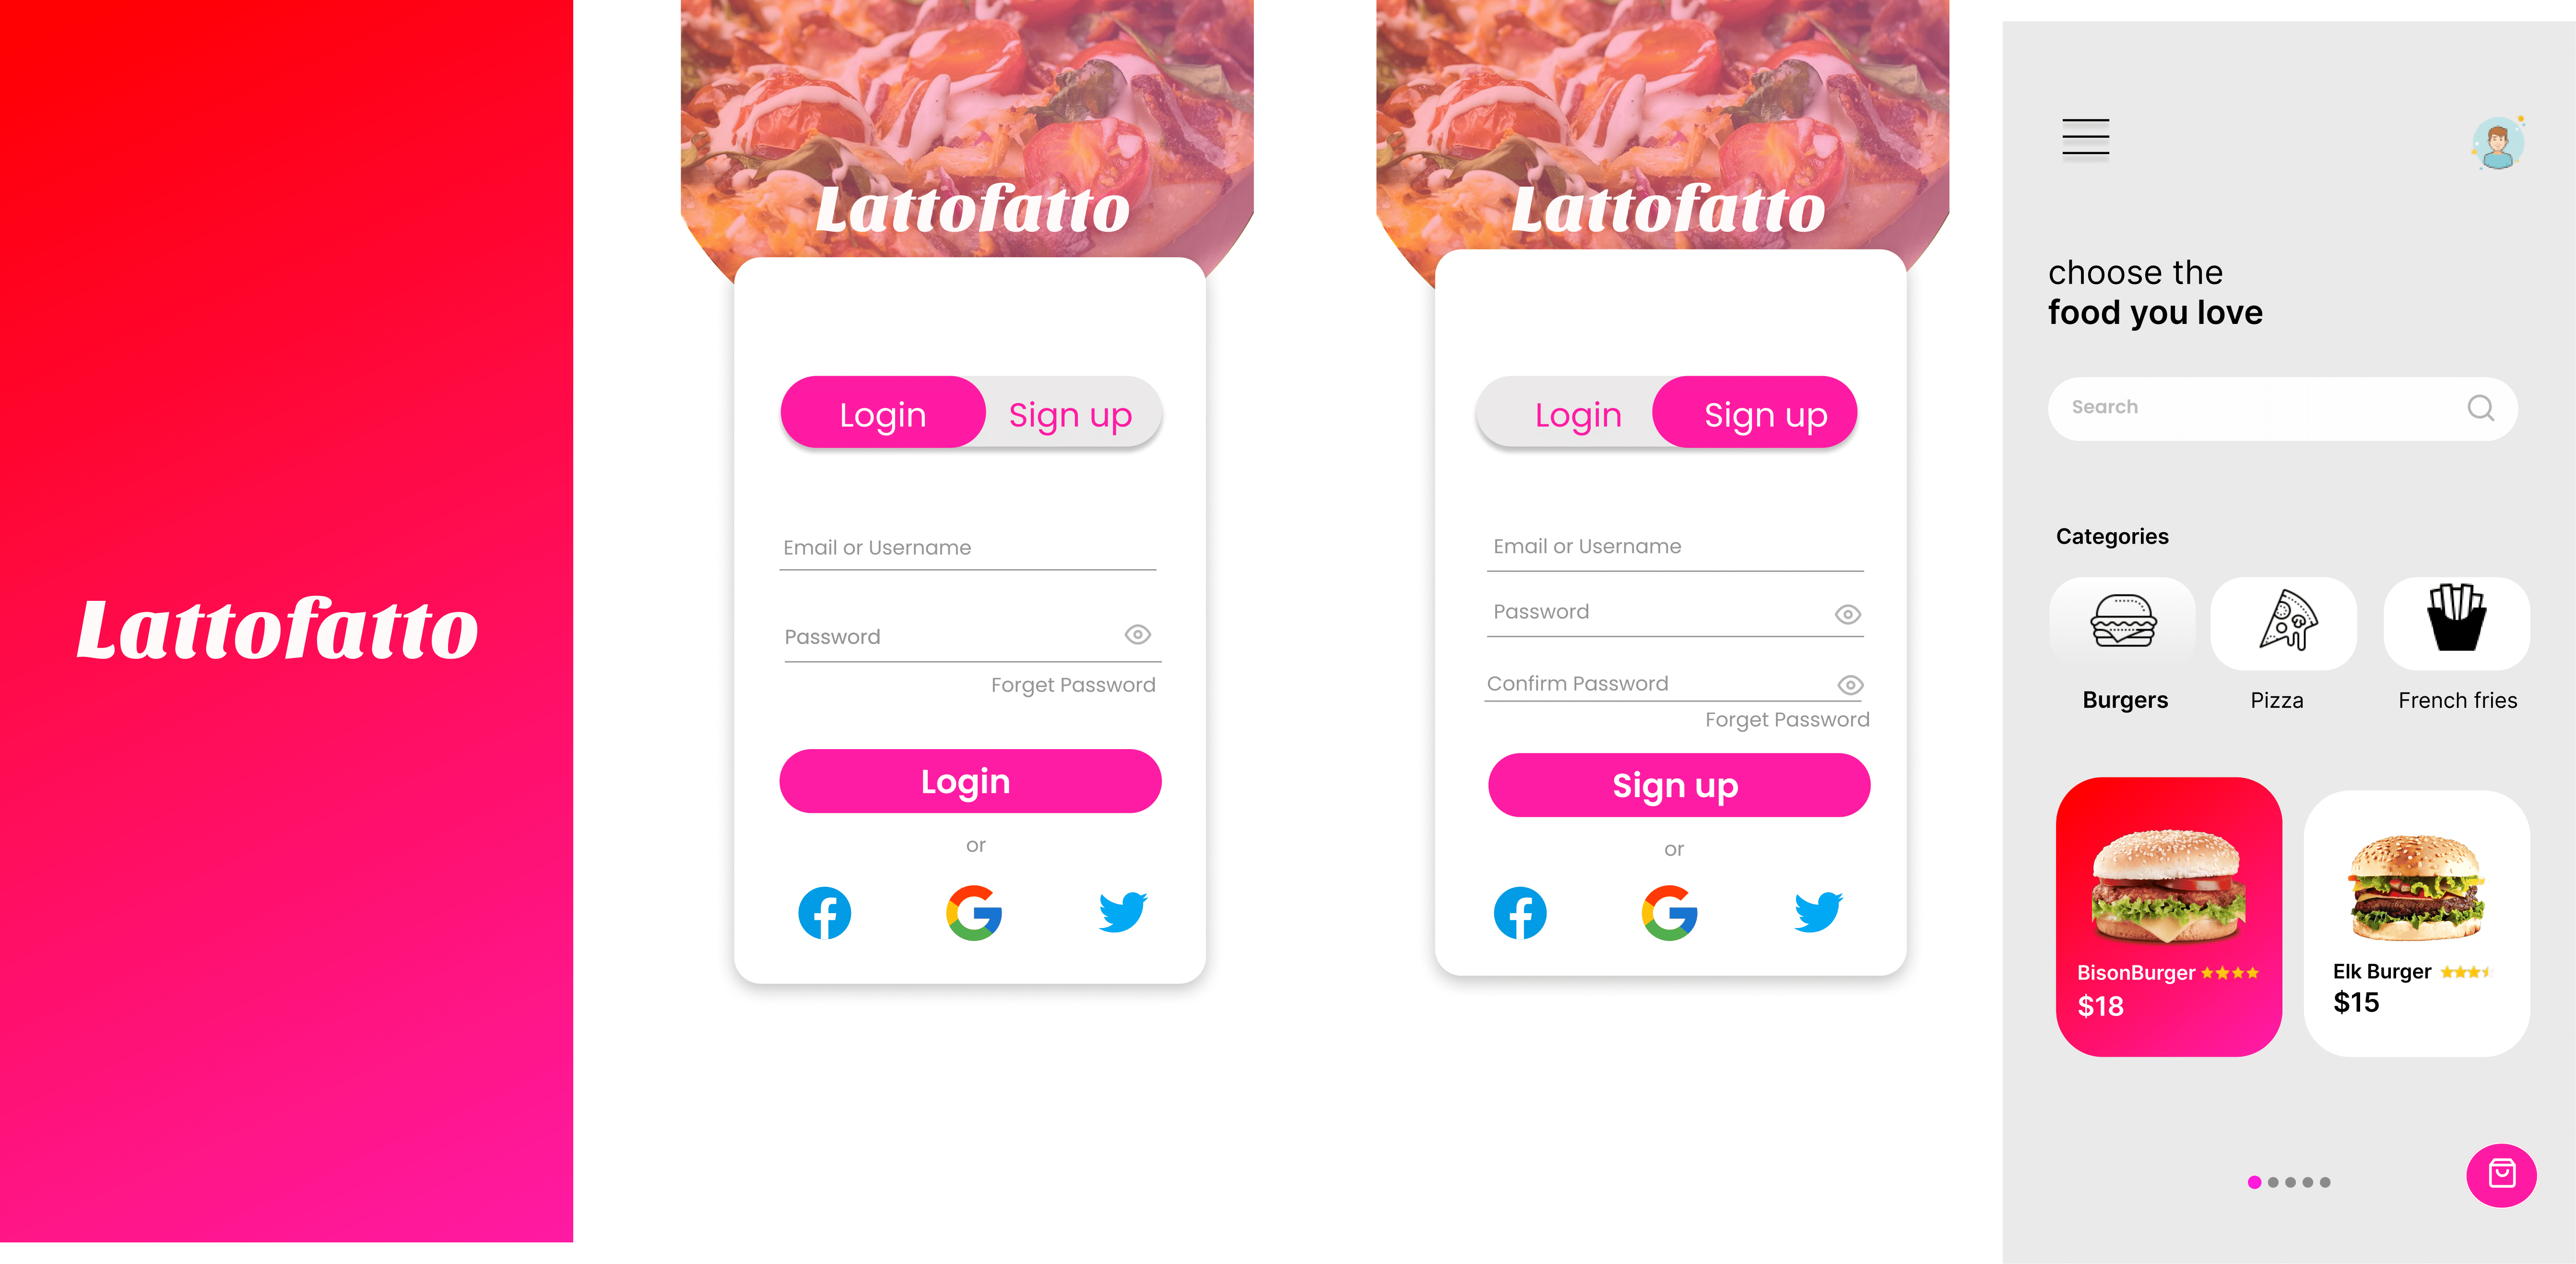 Lattofatto
Lattofatto
Login
Sign up
Email or Username
Password
Forget Password
Login
or
Lattofatto
Login
Sign up
Email or Username
Password
Confirm Password
Forget Password
Sign up
or
choose the
food you love
Search
Categories
Burgers
Pizza
French fries
BisonBurger
$18
Elk Burger
$15